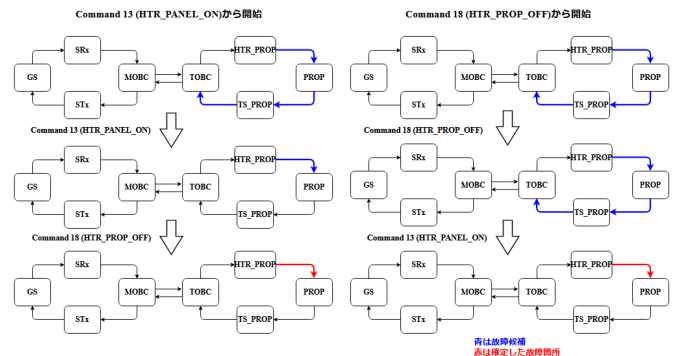 Command 13 (HTR_PANEL_ON)から開始
Command 18 (HTR_PROP_OFF)から開始
SRx
HTR_PROP
GS
MOBC
TOBC
PROP
STx
TS_PROP
SRx
HTR_PROP
GS
MOBC
TOBC
PROP
STx
TS_PROP
Command 13 (HTR_PANEL_ON)
Command 18 (HTR_PROP_OFF)
SRx
HTR_PROP
GS
MOBC
TOBC
PROP
STx
TS_PROP
SRx
HTR_PROP
GS
MOBC
TOBC
PROP
STx
TS_PROP
Command 18 (HTR_PROP_OFF)
Command 13 (HTR_PANEL_ON)
SRx
HTR_PROP
GS
MOBC
TOBC
PROP
STx
TS_PROP
SRx
HTR_PROP
GS
MOBC
TOBC
PROP
STx
TS_PROP
青は故障候補
赤は確定した故障箇所